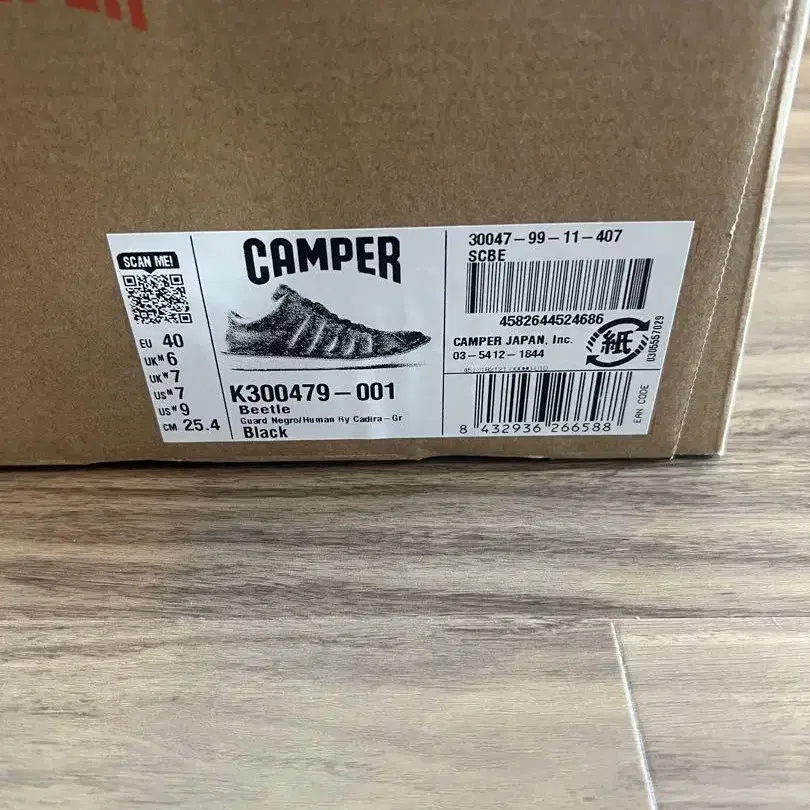 SCAN ME!
EU 40
UK M 6
UK W 7
US M 7
US W 9
CM 25.4
CAMPER
K300479-001
Beetle
Guard Negro/Human Hy Cadira-Gr
Black
30047-99-11-407
SCBE
4582644524686
CAMPER JAPAN, Inc.
03-5412-1844
紙
0305557029
8 432936 266588
EAN CODE